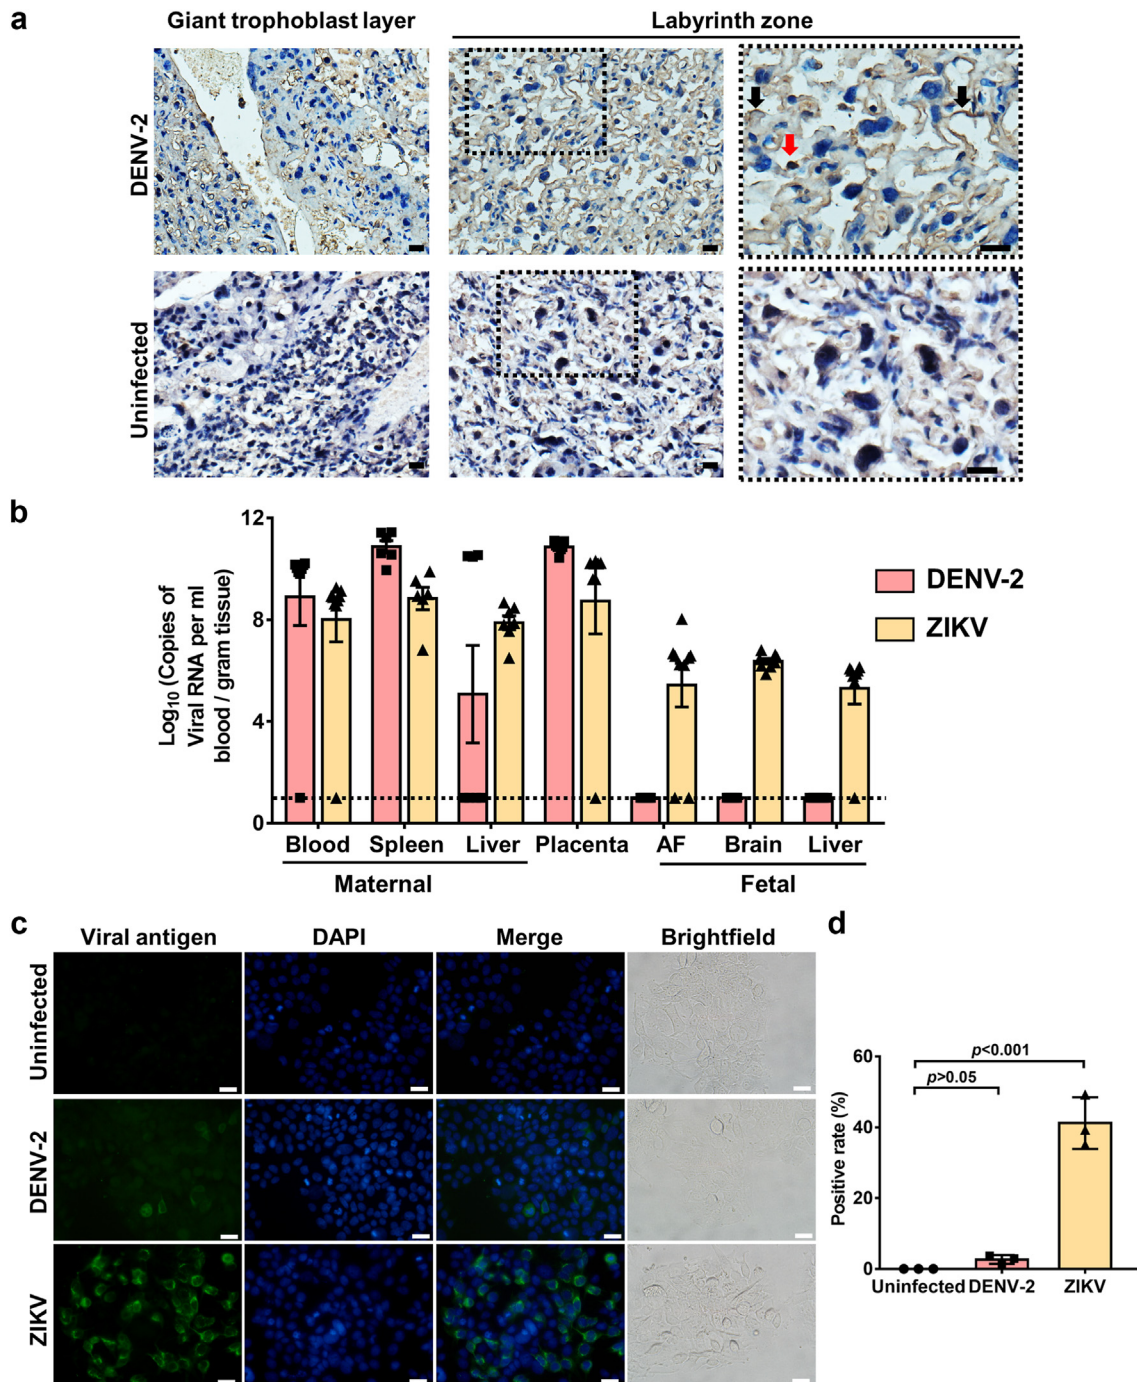 a
Giant trophoblast layer
Labyrinth zone
DENV-2
Uninfected
b
Log10 (Copies of
Viral RNA per ml
blood / gram tissue)
12
8
4
0
DENV-2
ZIKV
Blood Spleen Liver Placenta AF Brain Liver
Maternal Fetal
c
Viral antigen DAPI Merge Brightfield
Uninfected
DENV-2
ZIKV
d
Positive rate (%)
60
40
20
0
p<0.001
p>0.05
Uninfected DENV-2 ZIKV